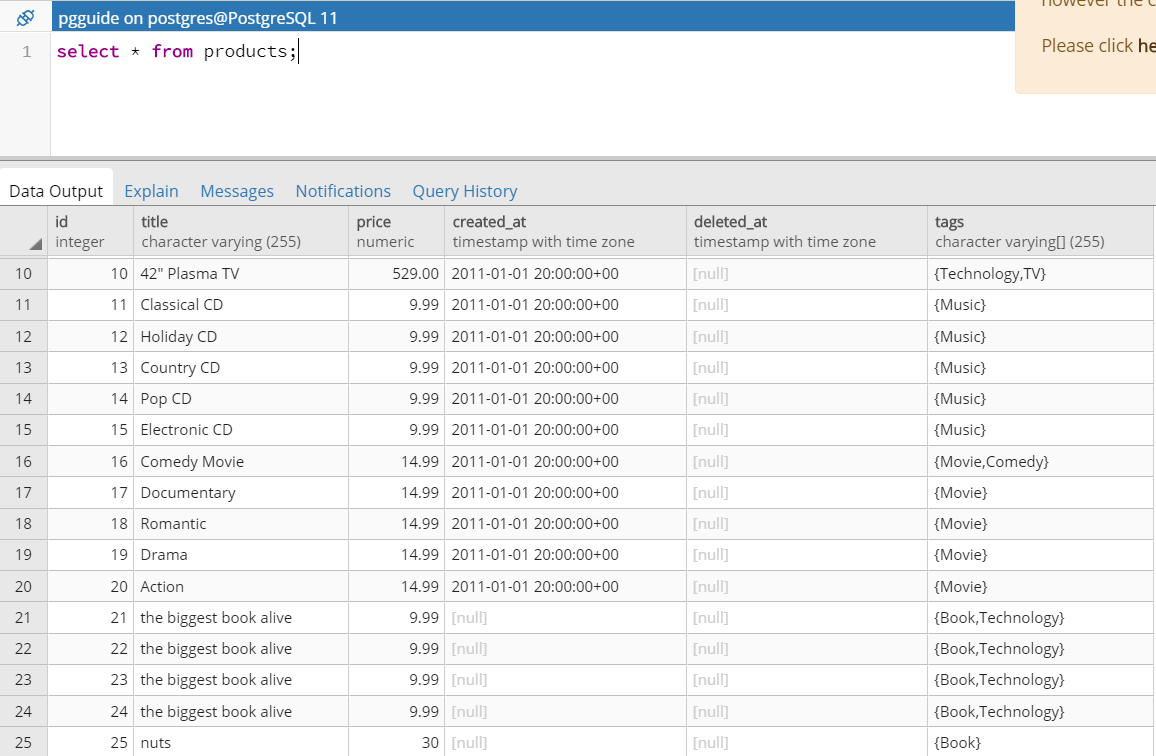 however the c
pgguide on postgres@PostgreSQL 11
Please click he
1 select * from products;
Data Output Explain Messages Notifications Query History
id title price created_at deleted_at tags
integer character varying (255) numeric timestamp with time zone timestamp with time zone character varying[] (255)
10 10 42" Plasma TV 529.00 2011-01-01 20:00:00+00 [null] {Technology,TV}
11 11 Classical CD 9.99 2011-01-01 20:00:00+00 [null] {Music}
12 12 Holiday CD 9.99 2011-01-01 20:00:00+00 [null] {Music}
13 13 Country CD 9.99 2011-01-01 20:00:00+00 [null] {Music}
14 14 Pop CD 9.99 2011-01-01 20:00:00+00 [null] {Music}
15 15 Electronic CD 9.99 2011-01-01 20:00:00+00 [null] {Music}
16 16 Comedy Movie 14.99 2011-01-01 20:00:00+00 [null] {Movie,Comedy}
17 17 Documentary 14.99 2011-01-01 20:00:00+00 [null] {Movie}
18 18 Romantic 14.99 2011-01-01 20:00:00+00 [null] {Movie}
19 19 Drama 14.99 2011-01-01 20:00:00+00 [null] {Movie}
20 20 Action 14.99 2011-01-01 20:00:00+00 [null] {Movie}
21 21 the biggest book alive 9.99 [null] [null] {Book,Technology}
22 22 the biggest book alive 9.99 [null] [null] {Book,Technology}
23 23 the biggest book alive 9.99 [null] [null] {Book,Technology}
24 24 the biggest book alive 9.99 [null] [null] {Book,Technology}
25 25 nuts 30 [null] [null] {Book}